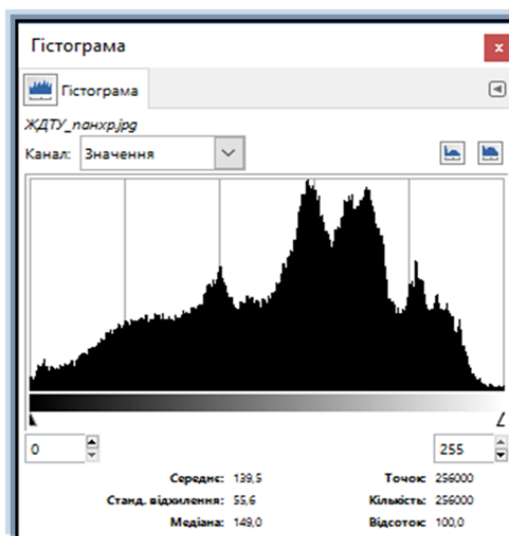 Гістограма
Гістограма
ЖДТУ_панхр.jpg
Канал: Значення
0 255
Середнє: 139,5 Точок: 256000
Станд. відхилення: 55,6 Кількість: 256000
Медіана: 149,0 Відсоток: 100,0